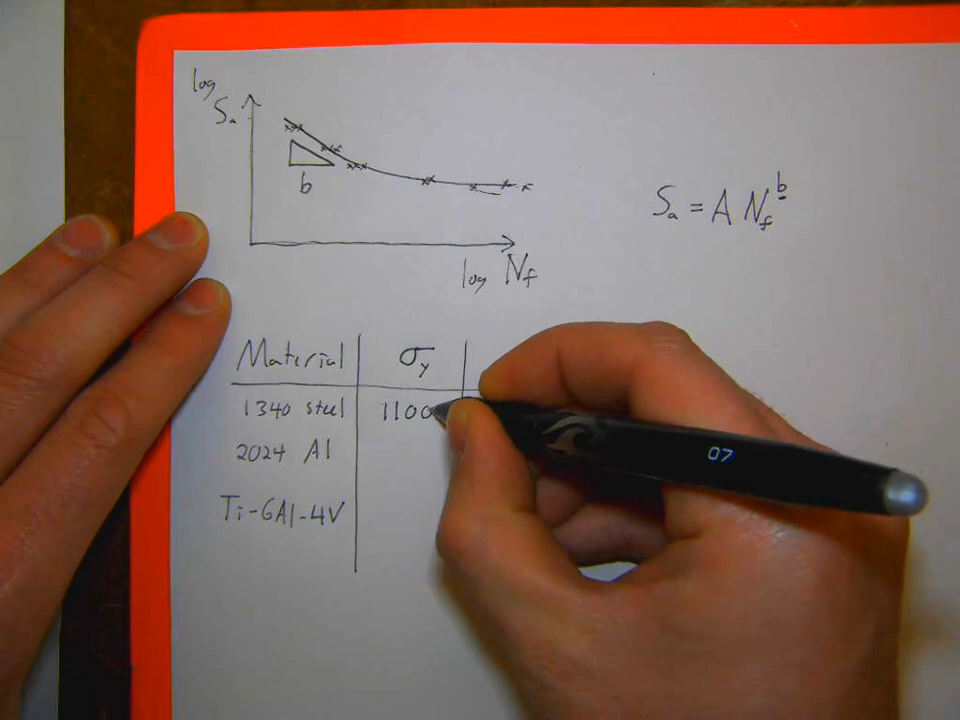 log
Sa
b
log Nf
Sa = A Nf^b
Material σy
1340 steel 1100
2024 Al
Ti-6Al-4V
07